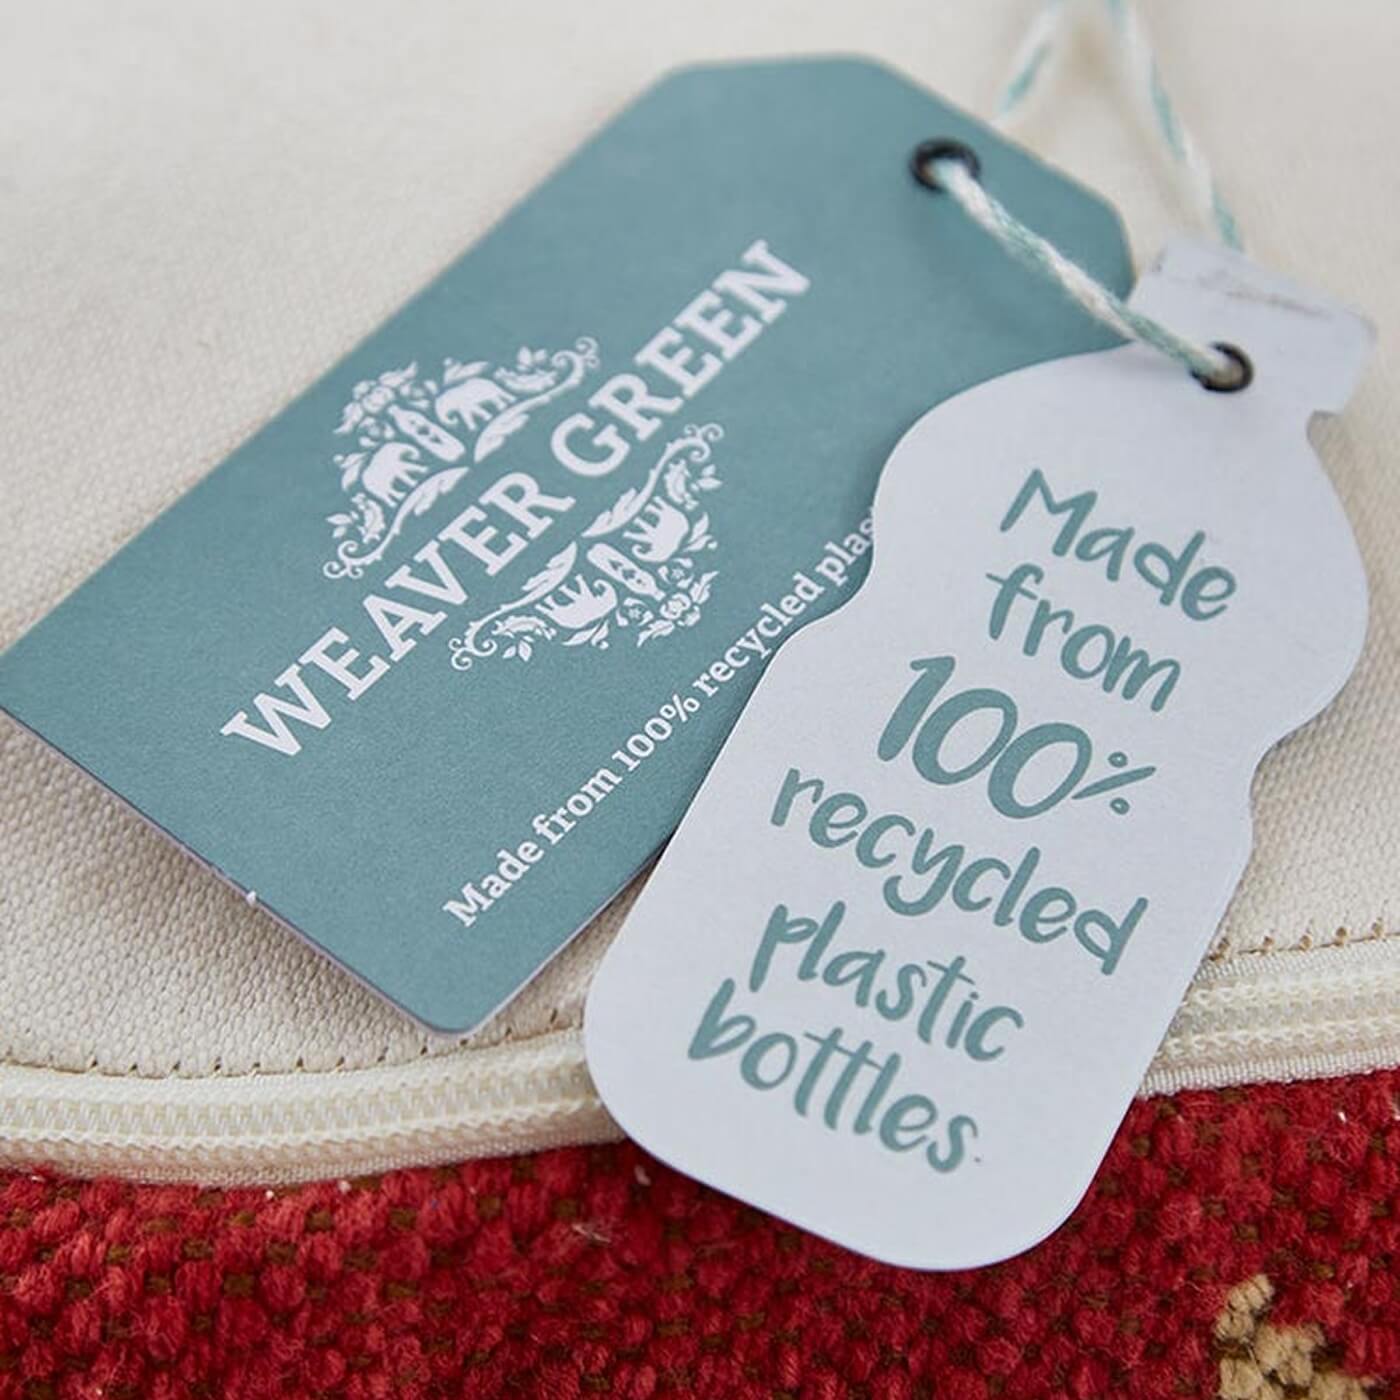 WEAVER GREEN
Made from 100% recycled plas
Made
from
100%
recycled
plastic
bottles.